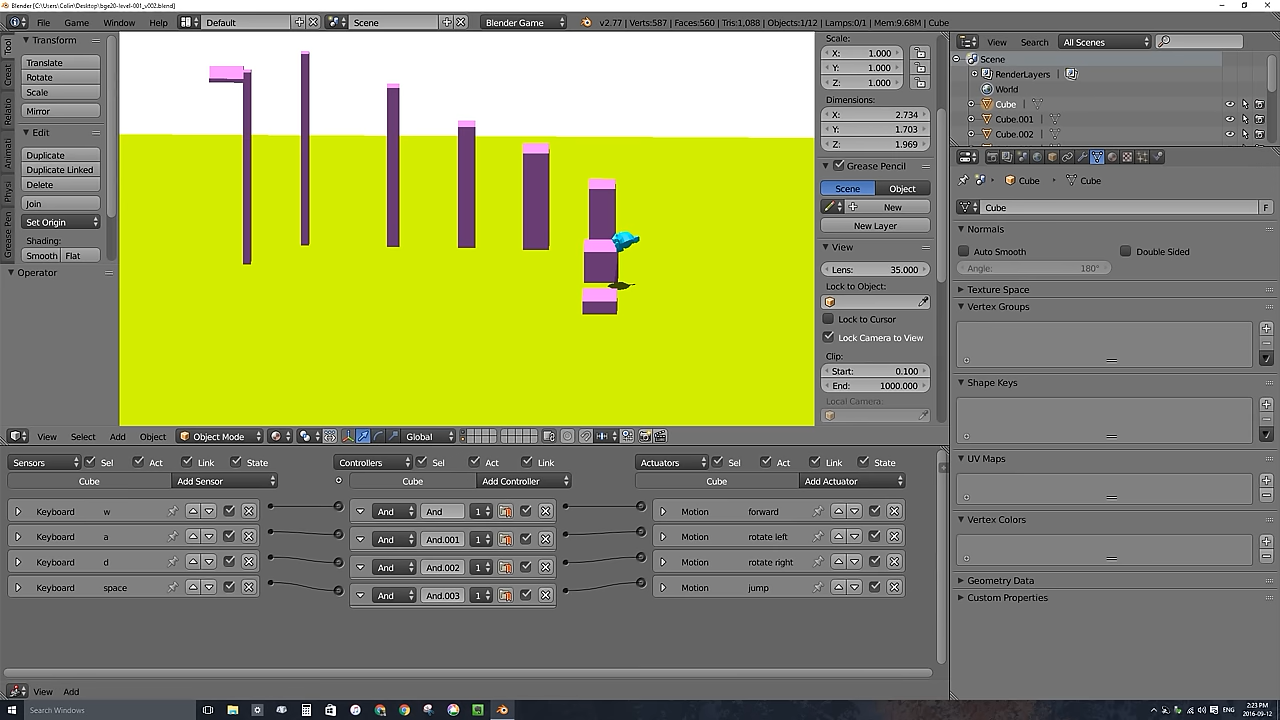 Blender [C:\Users\Colin\Desktop\bge20-level-001_v002.blend]
File Game Window Help Default Scene Blender Game v2.77 | Verts:587 | Faces:560 | Tris:1,088 | Objects:1/12 | Lamps:0/1 | Mem:9.68M | Cube
Transform
Translate
Rotate
Scale
Mirror
Edit
Duplicate
Duplicate Linked
Delete
Join
Set Origin
Shading:
Smooth Flat
Operator
Tool
Creat
Relatio
Animati
Physi
Grease Pen
Scale:
X: 1.000
Y: 1.000
Z: 1.000
Dimensions:
X: 2.734
Y: 1.703
Z: 1.969
Grease Pencil
Scene Object
New
New Layer
View
Lens: 35.000
Lock to Object:
Lock to Cursor
Lock Camera to View
Clip:
Start: 0.100
End: 1000.000
Local Camera:
View Select Add Object Object Mode Global
Sensors Sel Act Link State Controllers Sel Act Link Actuators Sel Act Link State
Cube Add Sensor Cube Add Controller Cube Add Actuator
Keyboard w And And 1 Motion forward
Keyboard a And And.001 1 Motion rotate left
Keyboard d And And.002 1 Motion rotate right
Keyboard space And And.003 1 Motion jump
View Add
View Search All Scenes
Scene
RenderLayers
World
Cube
Cube.001
Cube.002
Cube Cube
Cube F
Normals
Auto Smooth Double Sided
Angle: 180°
Texture Space
Vertex Groups
Shape Keys
UV Maps
Vertex Colors
Geometry Data
Custom Properties
Search Windows
ENG 2:23 PM
2016-09-12